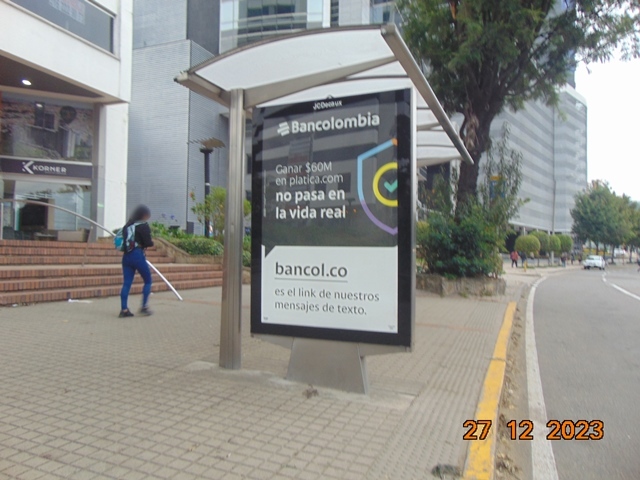 JCDecaux
Bancolombia
Ganar $60M
en platica.com
no pasa en
la vida real
bancol.co
es el link de nuestros
mensajes de texto.
KORNER
27 12 2023